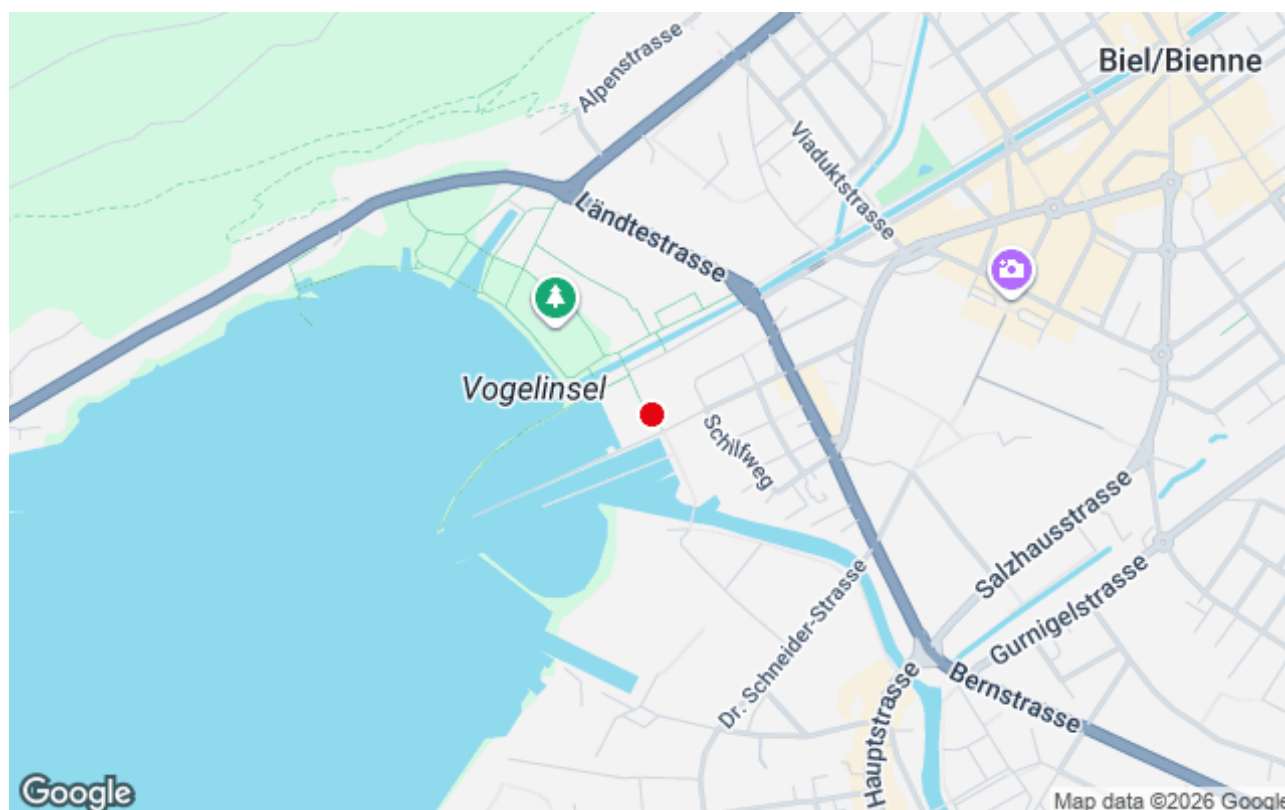 Biel/Bienne
Alpenstrasse
Viaduktstrasse
Ländtestrasse
Vogelinsel
Schilfweg
Salzhausstrasse
Gurnigelstrasse
Dr. Schneider-Strasse
Bernstrasse
Hauptstrasse
Google
Map data ©2026 Google